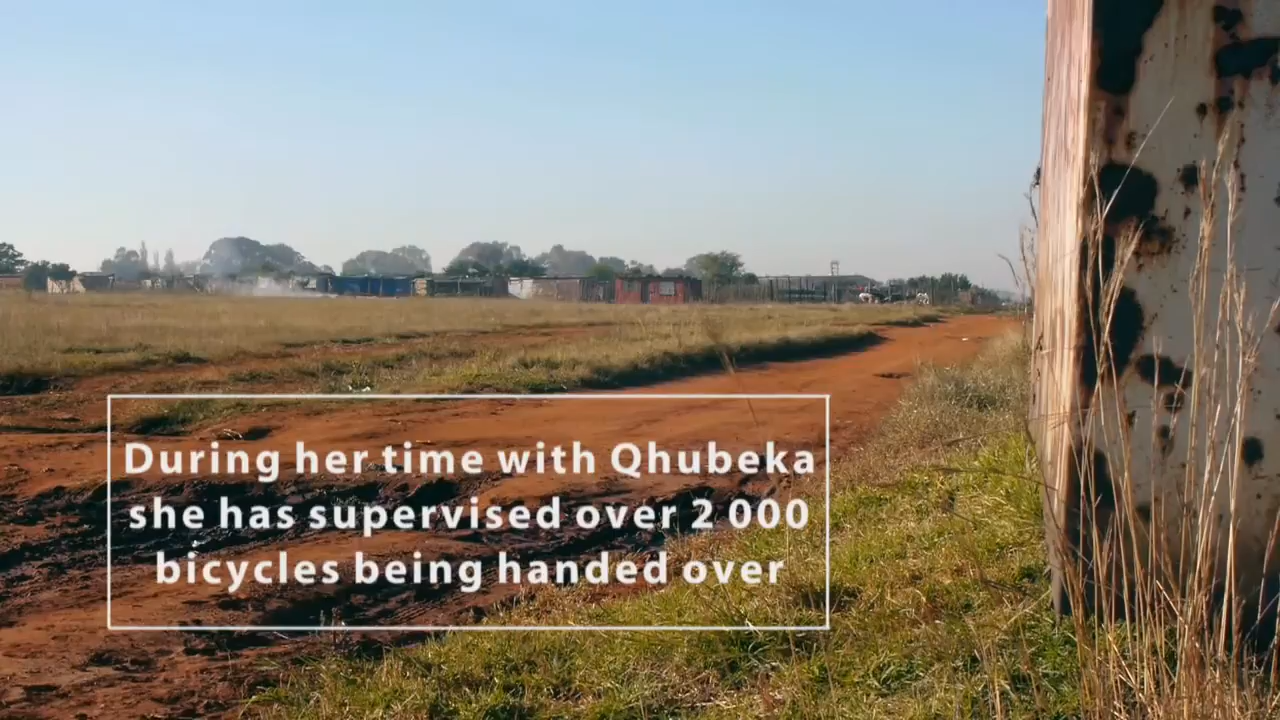 During her time with Qhubeka
she has supervised over 2 000
bicycles being handed over